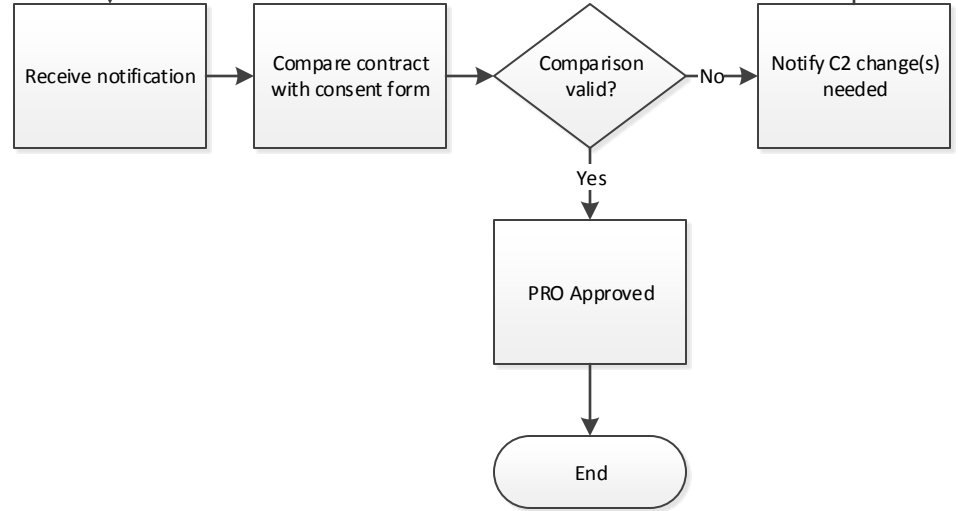 Receive notification
Compare contract
with consent form
Comparison
valid?
No
Notify C2 change(s)
needed
Yes
PRO Approved
End